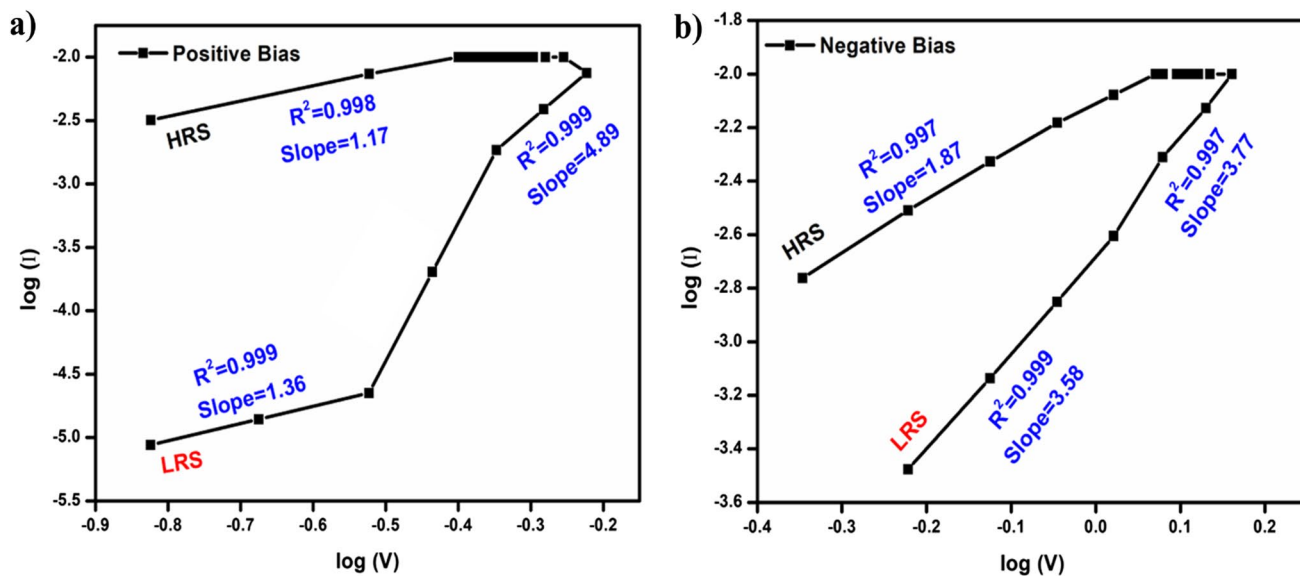 a)
Positive Bias
-2.0
-2.5
-3.0
-3.5
-4.0
-4.5
-5.0
-5.5
log (I)
HRS
R²=0.998
Slope=1.17
R²=0.999
Slope=4.89
R²=0.999
Slope=1.36
LRS
-0.9 -0.8 -0.7 -0.6 -0.5 -0.4 -0.3 -0.2
log (V)
b)
Negative Bias
-1.8
-2.0
-2.2
-2.4
-2.6
-2.8
-3.0
-3.2
-3.4
-3.6
log (I)
HRS
R²=0.997
Slope=1.87
R²=0.997
Slope=3.77
LRS
R²=0.999
Slope=3.58
-0.4 -0.3 -0.2 -0.1 0.0 0.1 0.2
log (V)